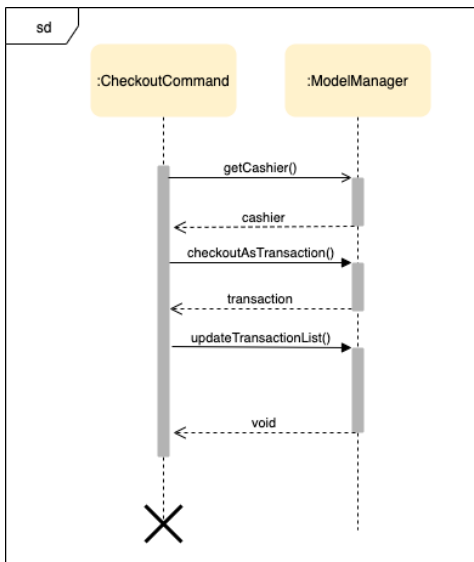 sd
:CheckoutCommand
:ModelManager
getCashier()
cashier
checkoutAsTransaction()
transaction
updateTransactionList()
void